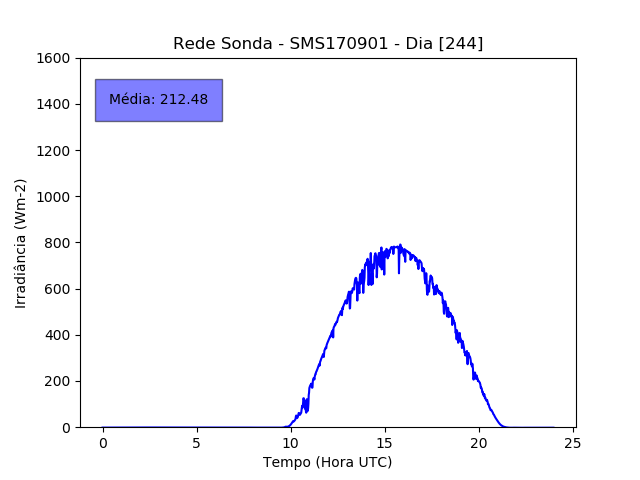 Rede Sonda - SMS170901 - Dia [244]
1600
1400
1200
1000
800
600
400
200
0
Média: 212.48
Irradiância (Wm-2)
0 5 10 15 20 25
Tempo (Hora UTC)